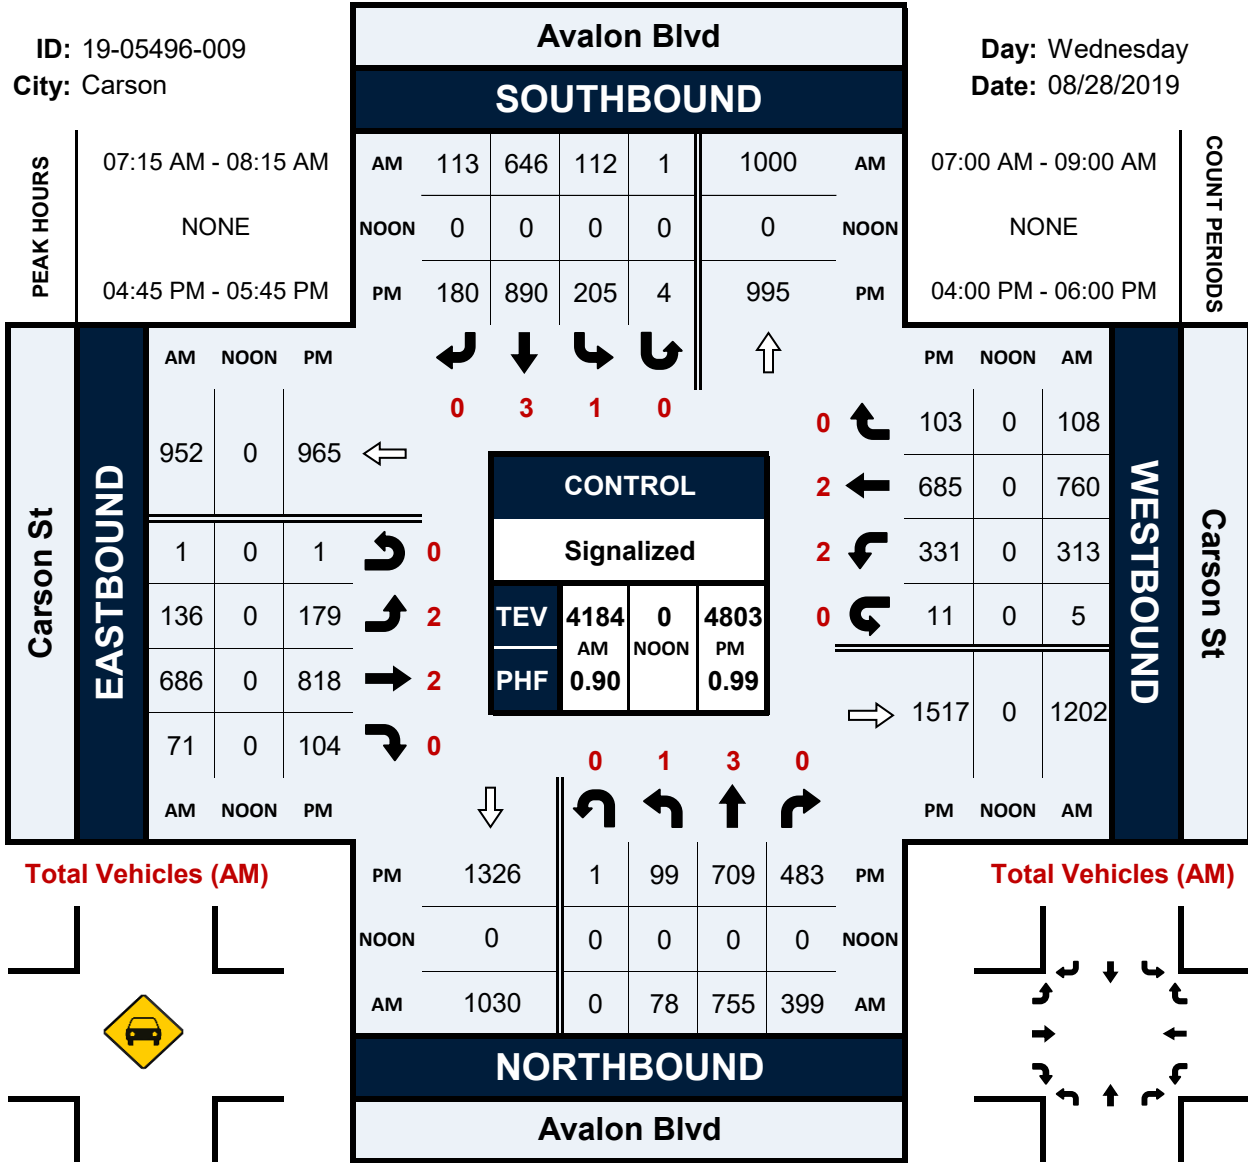 ID: 19-05496-009
City: Carson
Avalon Blvd
SOUTHBOUND
Day: Wednesday
Date: 08/28/2019
PEAK HOURS
07:15 AM - 08:15 AM
NONE
04:45 PM - 05:45 PM
AM 113 646 112 1 1000 AM
NOON 0 0 0 0 0 NOON
PM 180 890 205 4 995 PM
07:00 AM - 09:00 AM
NONE
04:00 PM - 06:00 PM
COUNT PERIODS
0 3 1 0
Carson St
EASTBOUND
AM NOON PM
952 0 965
1 0 1 0
136 0 179 2
686 0 818 2
71 0 104 0
AM NOON PM
CONTROL
Signalized
TEV 4184 0 4803
AM NOON PM
PHF 0.90 0.99
PM NOON AM
0 103 0 108
2 685 0 760
2 331 0 313
0 11 0 5
1517 0 1202
PM NOON AM
WESTBOUND
Carson St
0 1 3 0
PM 1326 1 99 709 483 PM
NOON 0 0 0 0 0 NOON
AM 1030 0 78 755 399 AM
NORTHBOUND
Avalon Blvd
Total Vehicles (AM)
Total Vehicles (AM)